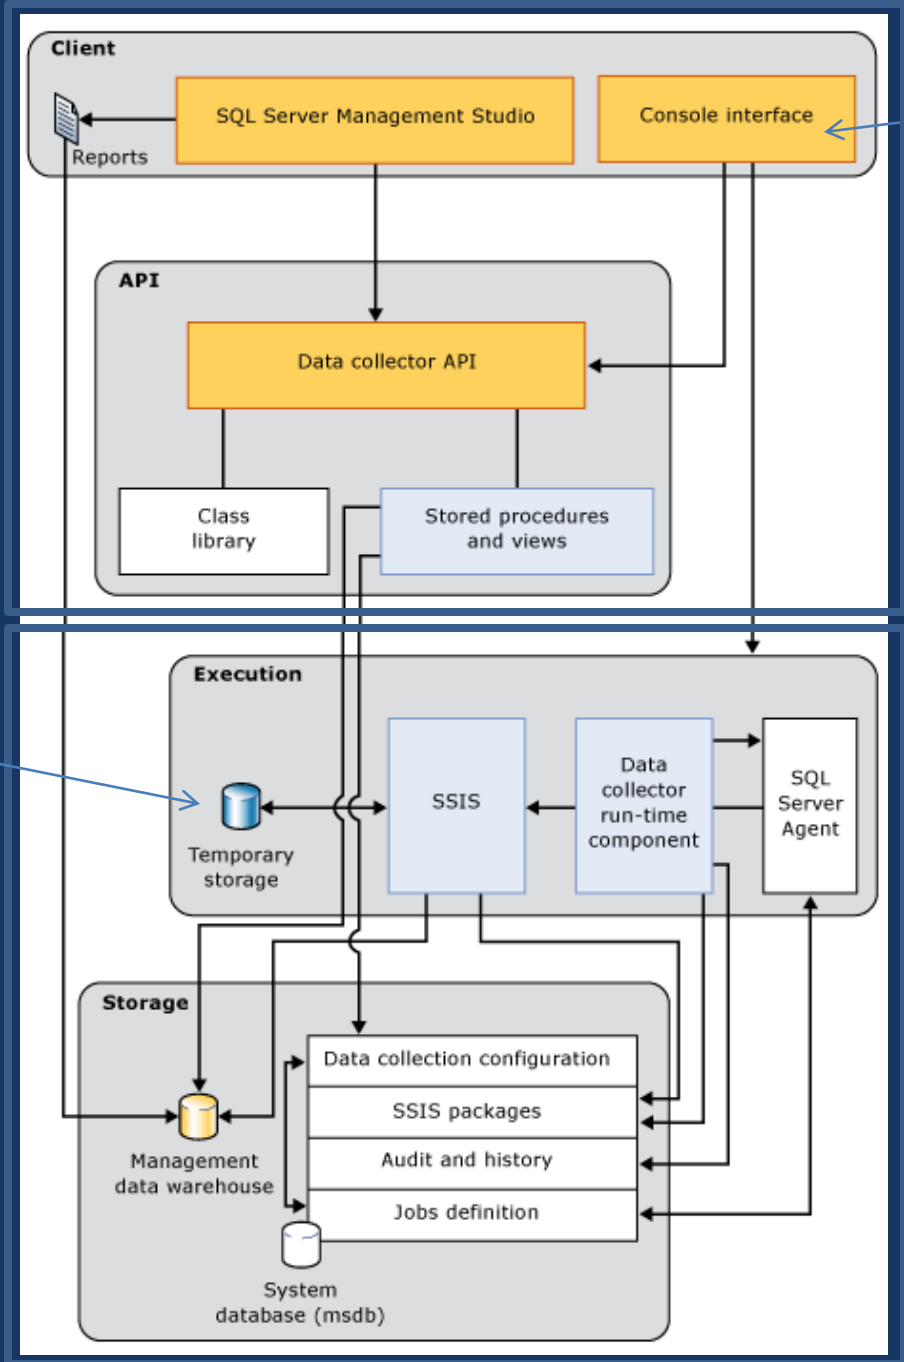 Client
SQL Server Management Studio
Console interface
Reports
API
Data collector API
Class
library
Stored procedures
and views
Execution
Temporary
storage
SSIS
Data
collector
run-time
component
SQL
Server
Agent
Storage
Management
data warehouse
Data collection configuration
SSIS packages
Audit and history
Jobs definition
System
database (msdb)